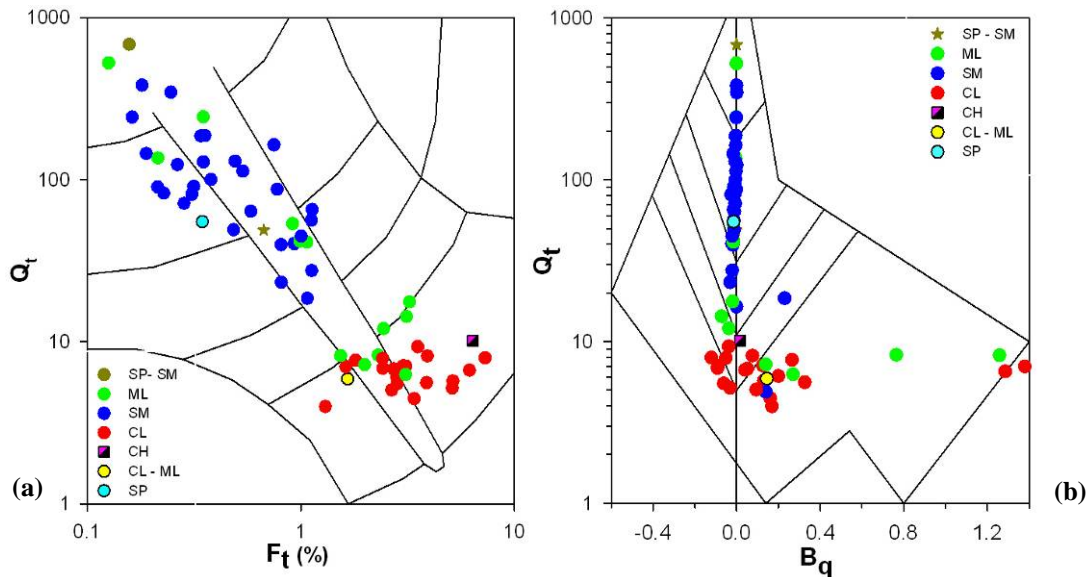 1000
100
10
1
Qt
0.1
1
10
Ft (%)
SP- SM
ML
SM
CL
CH
CL - ML
SP
(a)
1000
100
10
1
Qt
-0.4
0.0
0.4
0.8
1.2
Bq
SP - SM
ML
SM
CL
CH
CL - ML
SP
(b)